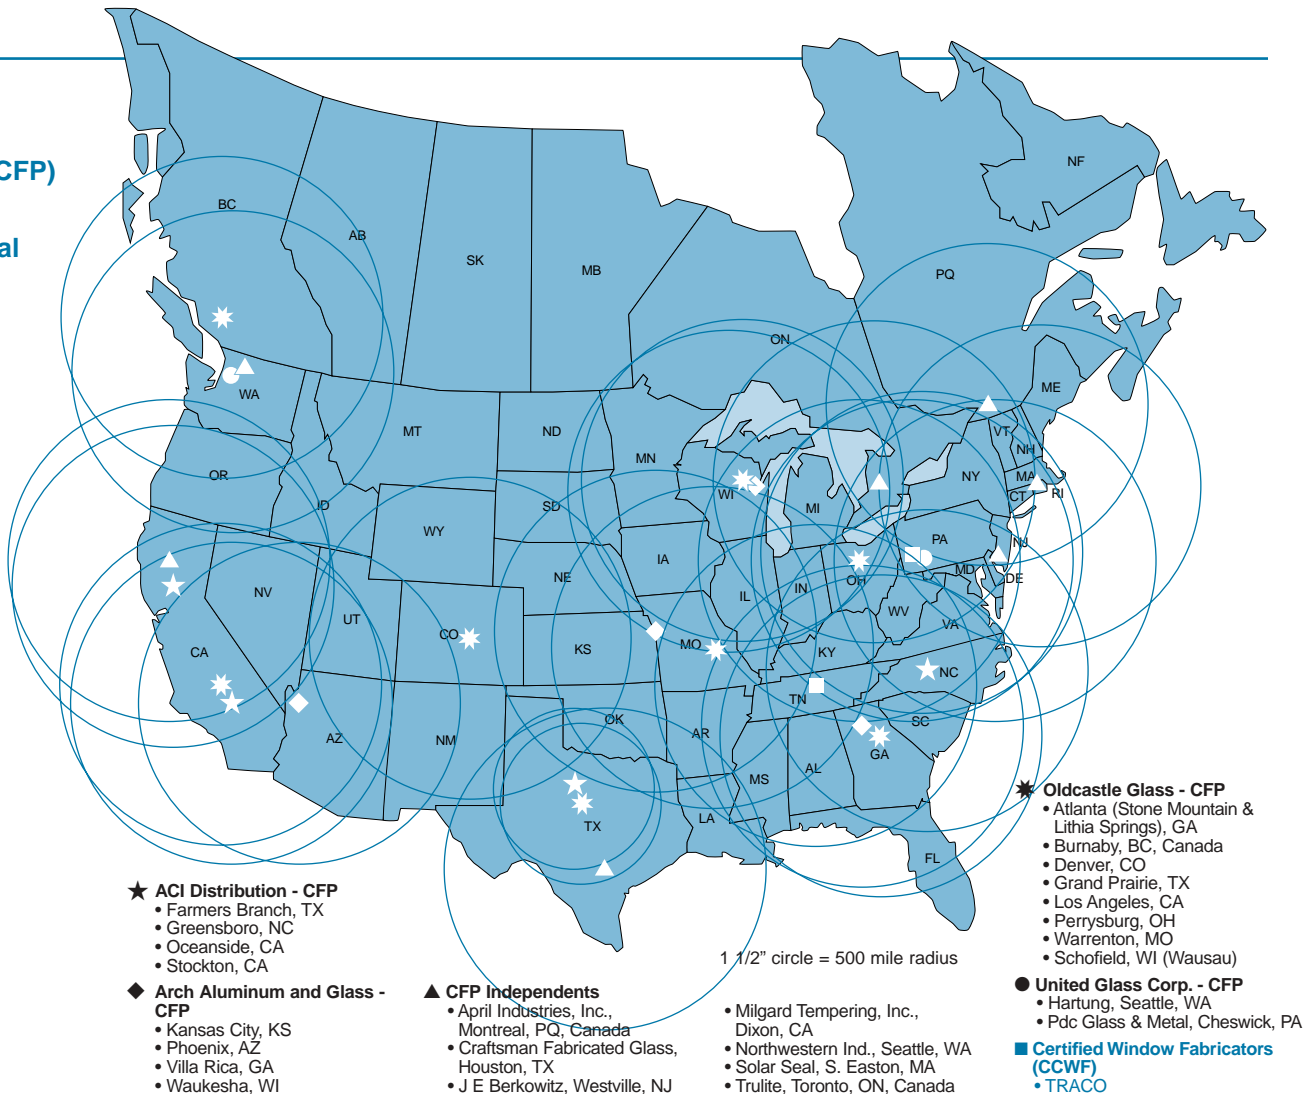 CFP)
al
BC
AB
SK
MB
ON
PQ
NF
WA
OR
ID
MT
ND
MN
WI
MI
NY
VT
NH
ME
MA
CT
RI
WY
SD
IA
NE
NV
UT
CO
KS
MO
IL
IN
OH
PA
NJ
MD
DE
WV
VA
KY
CA
AZ
NM
OK
AR
TN
NC
SC
GA
AL
MS
LA
TX
FL
ACI Distribution - CFP
• Farmers Branch, TX
• Greensboro, NC
• Oceanside, CA
• Stockton, CA
Arch Aluminum and Glass -
CFP
• Kansas City, KS
• Phoenix, AZ
• Villa Rica, GA
• Waukesha, WI
CFP Independents
• April Industries, Inc.,
Montreal, PQ, Canada
• Craftsman Fabricated Glass,
Houston, TX
• J E Berkowitz, Westville, NJ
1 1/2” circle = 500 mile radius
• Milgard Tempering, Inc.,
Dixon, CA
• Northwestern Ind., Seattle, WA
• Solar Seal, S. Easton, MA
• Trulite, Toronto, ON, Canada
Oldcastle Glass - CFP
• Atlanta (Stone Mountain &
Lithia Springs), GA
• Burnaby, BC, Canada
• Denver, CO
• Grand Prairie, TX
• Los Angeles, CA
• Perrysburg, OH
• Warrenton, MO
• Schofield, WI (Wausau)
United Glass Corp. - CFP
• Hartung, Seattle, WA
• Pdc Glass & Metal, Cheswick, PA
Certified Window Fabricators
(CCWF)
• TRACO